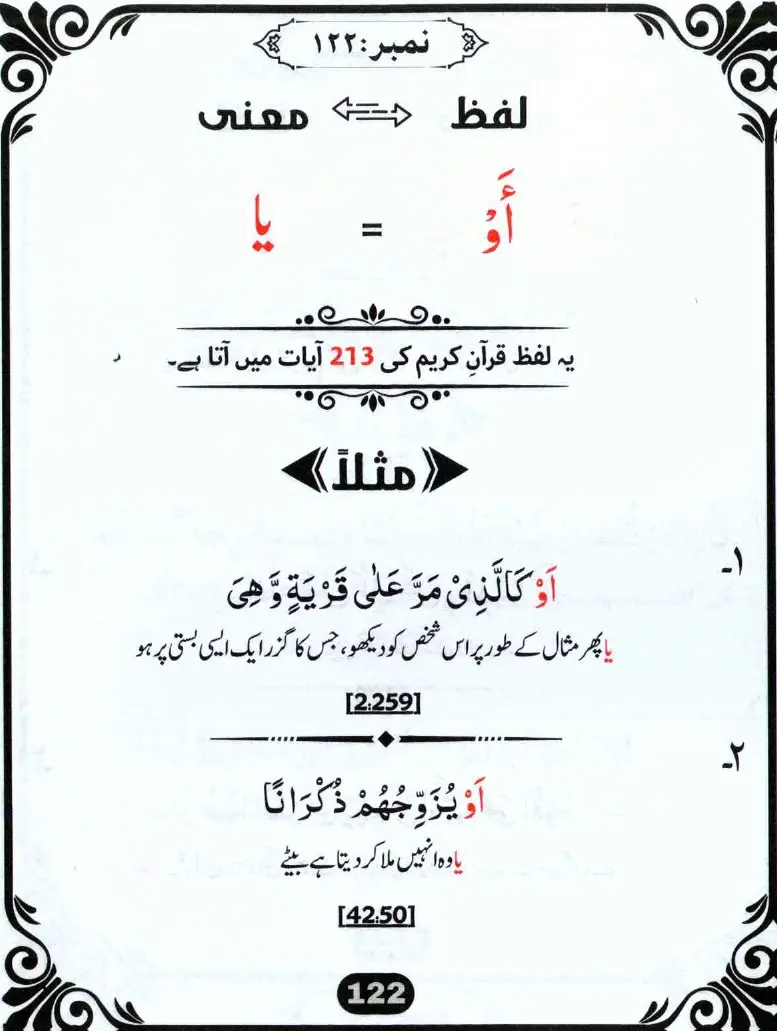 نمبر: ۱۲۲
لفظ ⇔ معنی
أَوْ = یا
یہ لفظ قرآنِ کریم کی 213 آیات میں آتا ہے۔
مثلاً
۱۔
اَوْ كَالَّذِیْ مَرَّ عَلٰى قَرْیَةٍ وَّ هِیَ
یا پھر مثال کے طور پر اس شخص کو دیکھو، جس کا گزر ایک ایسی بستی پر ہو
[2:259]
۲۔
اَوْ یُزَوِّجُهُمْ ذُكْرَانًا
یا وہ انہیں ملا کر دیتا ہے بیٹے
[42:50]
122